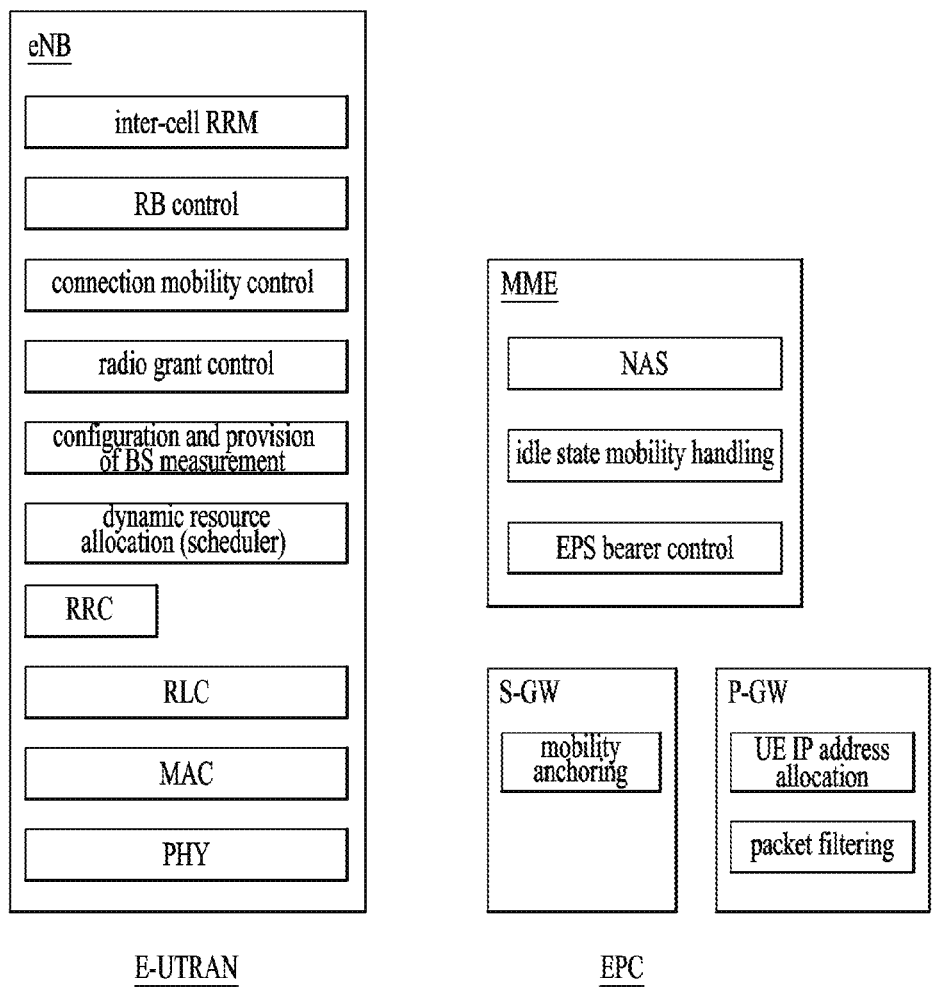 eNB
inter-cell RRM
RB control
connection mobility control
radio grant control
configuration and provision
of BS measurement
dynamic resource
allocation (scheduler)
RRC
RLC
MAC
PHY
E-UTRAN
MME
NAS
idle state mobility handling
EPS bearer control
S-GW
mobility
anchoring
P-GW
UE IP address
allocation
packet filtering
EPC